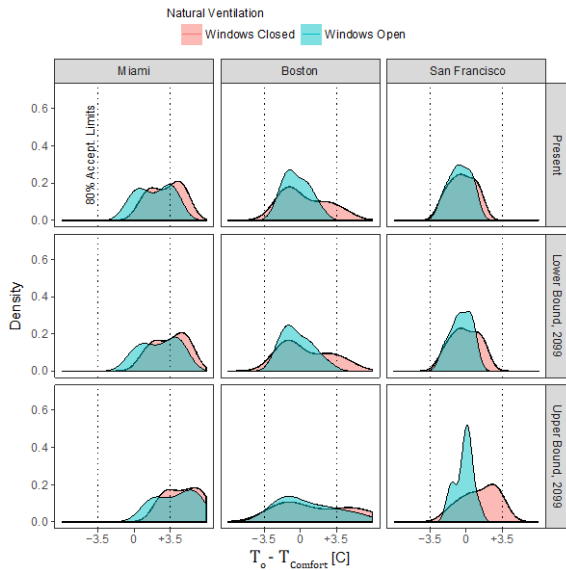 Natural Ventilation
Windows Closed Windows Open
Miami Boston San Francisco
0.6
0.4
0.2
0.0
80% Accept. Limits
Present
0.6
0.4
0.2
0.0
Lower Bound, 2099
0.6
0.4
0.2
0.0
Upper Bound, 2099
Density
−3.5 0 +3.5 −3.5 0 +3.5 −3.5 0 +3.5
To - TComfort [C]